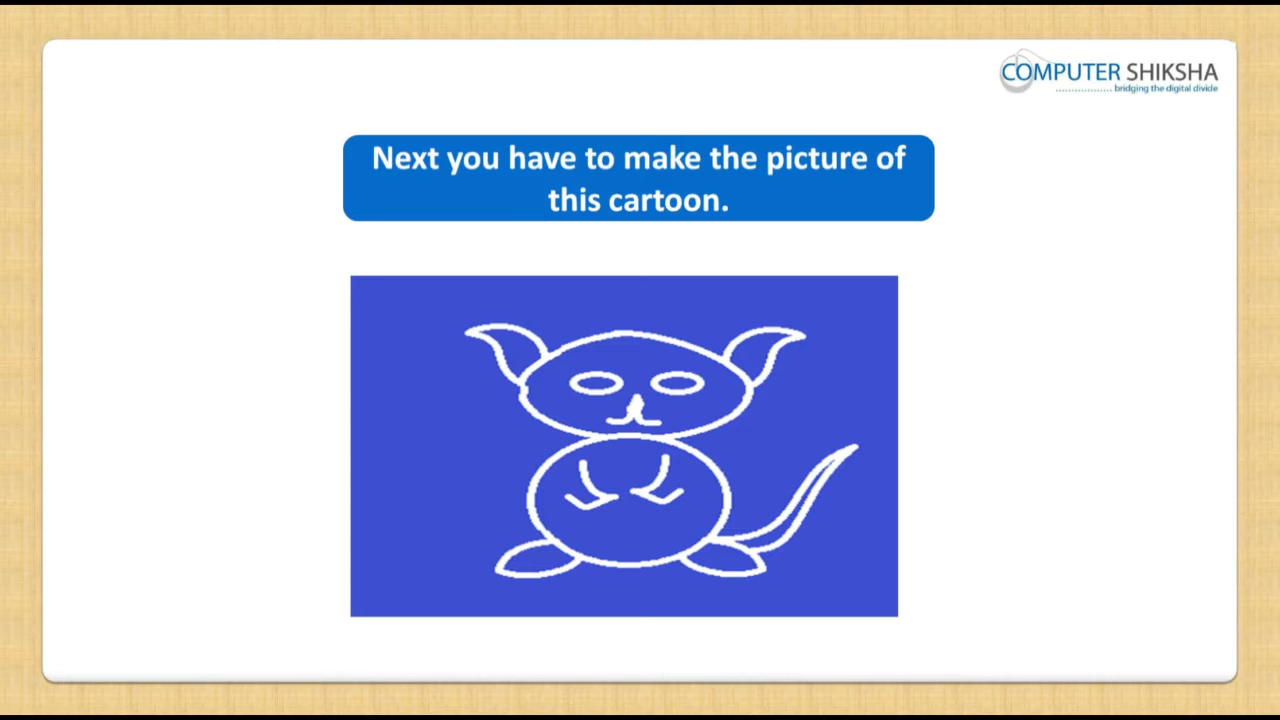 COMPUTER SHIKSHA
bridging the digital divide
Next you have to make the picture of
this cartoon.